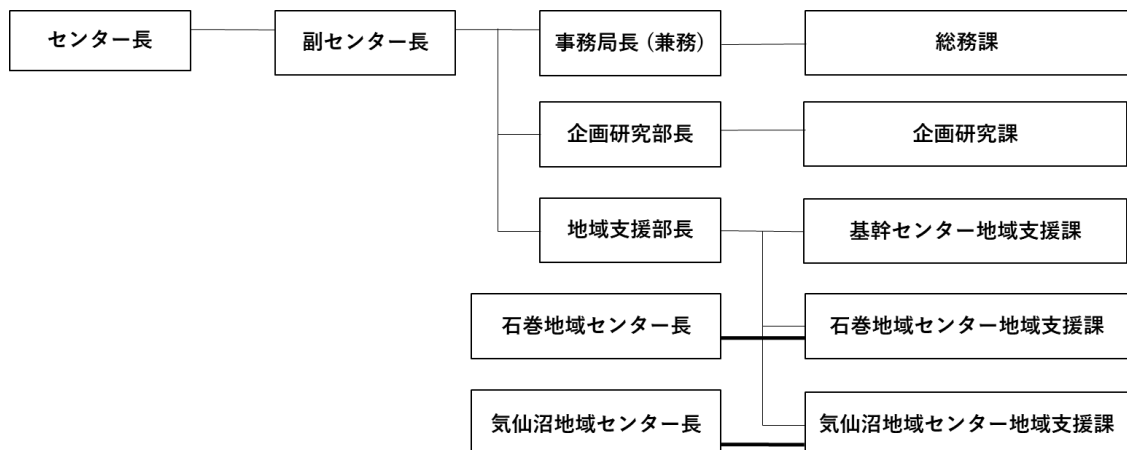 センター長
副センター長
事務局長（兼務）
総務課
企画研究部長
企画研究課
地域支援部長
基幹センター地域支援課
石巻地域センター長
石巻地域センター地域支援課
気仙沼地域センター長
気仙沼地域センター地域支援課